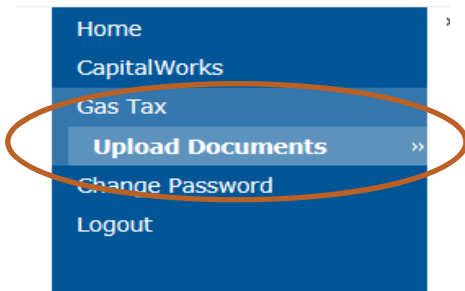 Home
CapitalWorks
Gas Tax
Upload Documents »
Change Password
Logout